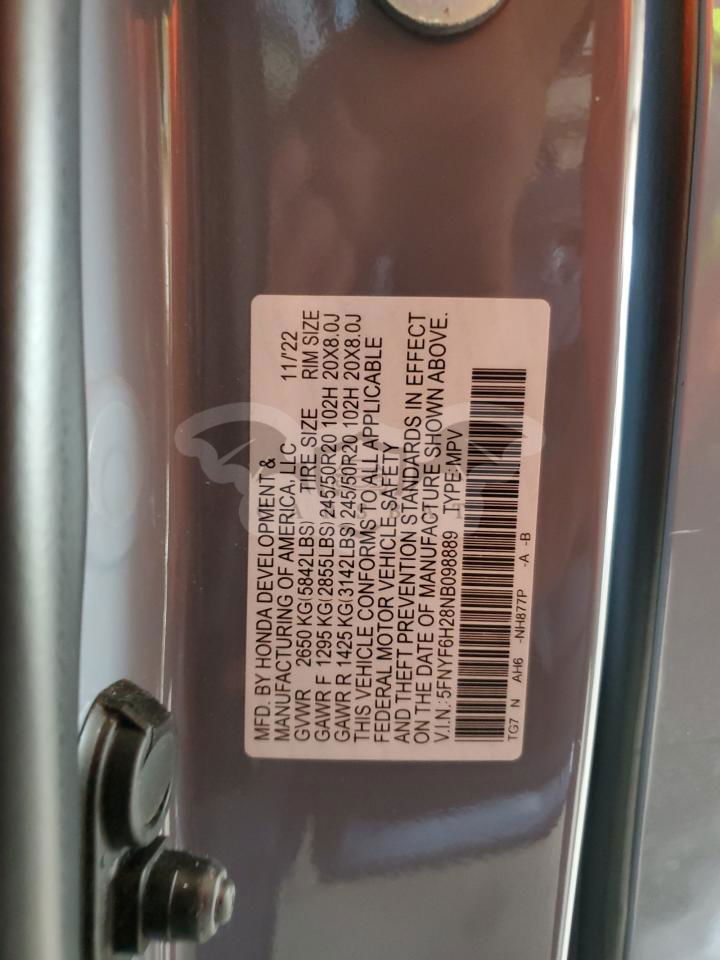 MFD. BY HONDA DEVELOPMENT &
MANUFACTURING OF AMERICA, LLC 11/'22
GVWR 2650 KG(5842LBS) TIRE SIZE RIM SIZE
GAWR F 1295 KG(2855LBS) 245/50R20 102H 20X8.0J
GAWR R 1425 KG(3142LBS) 245/50R20 102H 20X8.0J
THIS VEHICLE CONFORMS TO ALL APPLICABLE
FEDERAL MOTOR VEHICLE SAFETY
AND THEFT PREVENTION STANDARDS IN EFFECT
ON THE DATE OF MANUFACTURE SHOWN ABOVE.
V.I.N.:5FNYF6H28NB098889 TYPE:MPV
TG7 N AH6 -NH877P -A -B